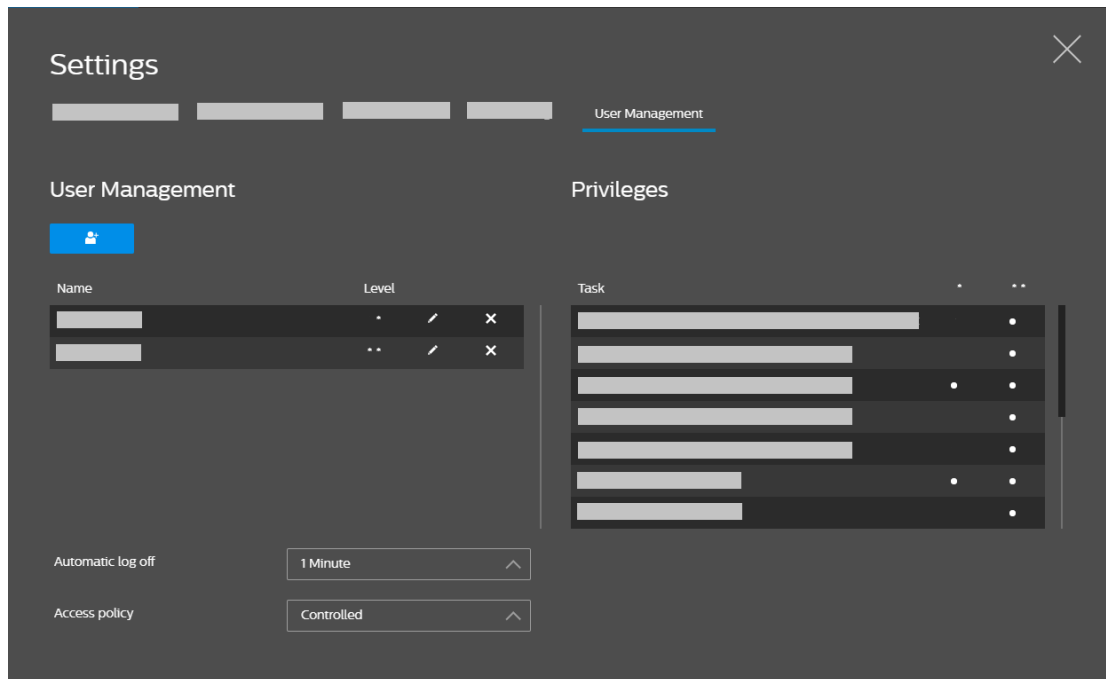 Settings
User Management
User Management
Privileges
Name Level
Task * **
*
**
Automatic log off 1 Minute
Access policy Controlled